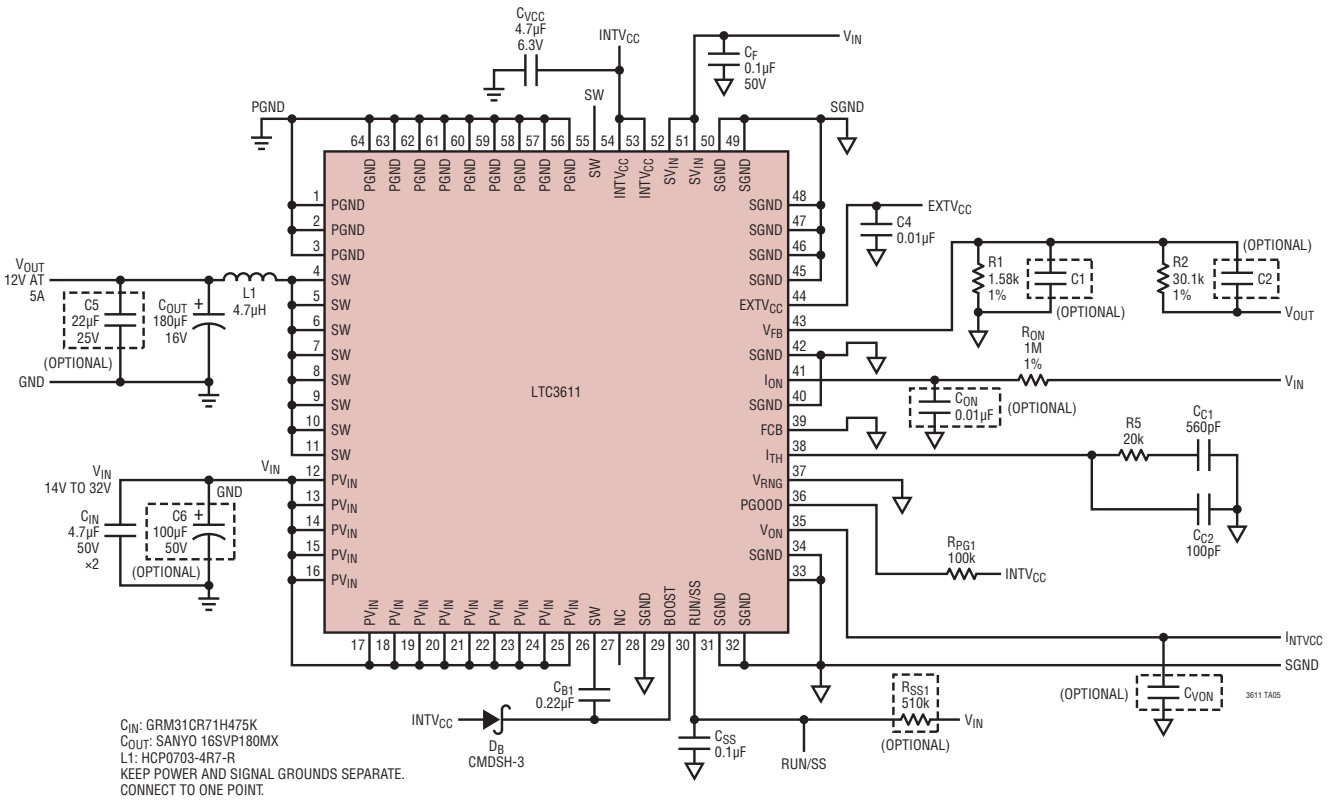 CVCC
4.7µF
6.3V
INTVCC
CF
0.1µF
50V
VIN
SW
PGND
SGND
64 63 62 61 60 59 58 57 56 55 54 53 52 51 50 49
PGND PGND PGND PGND PGND PGND PGND PGND PGND SW INTVCC INTVCC SVIN SVIN SGND SGND
1 PGND
2 PGND
3 PGND
4 SW
5 SW
6 SW
7 SW
8 SW
9 SW
10 SW
11 SW
12 PVIN
13 PVIN
14 PVIN
15 PVIN
16 PVIN
LTC3611
SGND 48
SGND 47
SGND 46
SGND 45
EXTVCC 44
VFB 43
SGND 42
ION 41
SGND 40
FCB 39
ITH 38
VRNG 37
PGOOD 36
VON 35
SGND 34
33
PVIN PVIN PVIN PVIN PVIN PVIN PVIN PVIN PVIN SW NC SGND BOOST RUN/SS SGND SGND
17 18 19 20 21 22 23 24 25 26 27 28 29 30 31 32
VOUT
12V AT
5A
C5
22µF
25V
(OPTIONAL)
COUT
180µF
16V
+
L1
4.7µH
GND
VIN
14V TO 32V
VIN
GND
CIN
4.7µF
50V
×2
C6
100µF
50V
+
(OPTIONAL)
C4
0.01µF
EXTVCC
R1
1.58k
1%
C1
(OPTIONAL)
R2
30.1k
1%
(OPTIONAL)
C2
VOUT
RON
1M
1%
VIN
CON
0.01µF
(OPTIONAL)
R5
20k
CC1
560pF
CC2
100pF
RPG1
100k
INTVCC
INTVCC
SGND
(OPTIONAL)
CVON
3611 TA05
CB1
0.22µF
INTVCC
DB
CMDSH-3
CSS
0.1µF
RUN/SS
RSS1
510k
(OPTIONAL)
VIN
CIN: GRM31CR71H475K
COUT: SANYO 16SVP180MX
L1: HCP0703-4R7-R
KEEP POWER AND SIGNAL GROUNDS SEPARATE.
CONNECT TO ONE POINT.